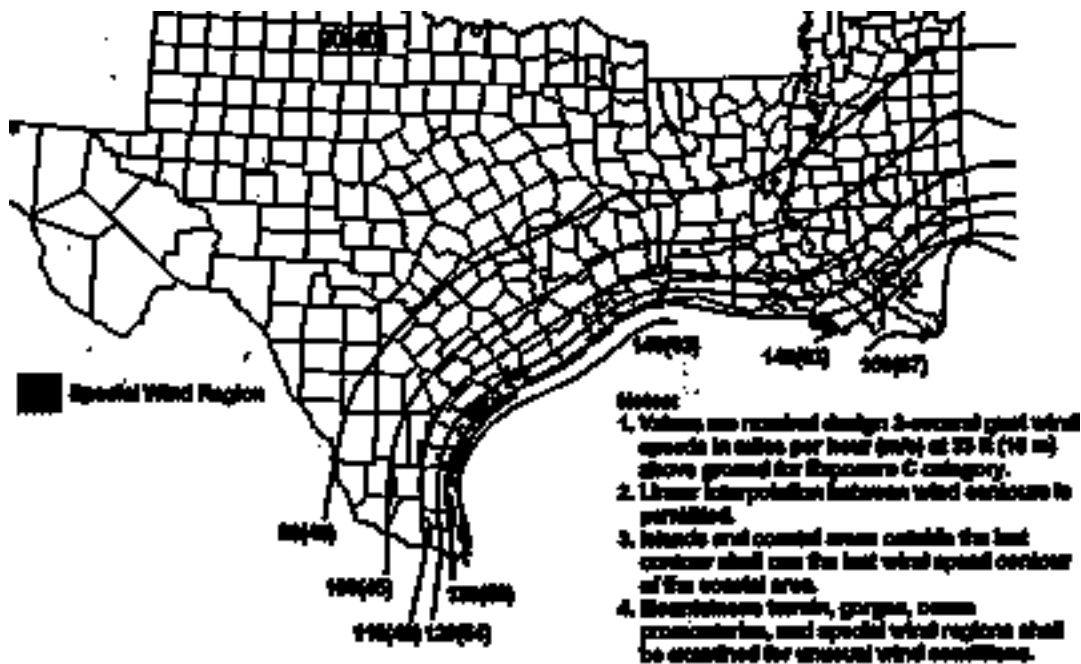 90(40)
140(63)
140(63)
150(67)
Special Wind Region
Notes:
1. Values are nominal design 3-second gust wind
speeds in miles per hour (m/s) at 33 ft (10 m)
above ground for Exposure C category.
2. Linear interpolation between wind contours is
permitted.
3. Islands and coastal areas outside the last
contour shall use the last wind speed contour
of the coastal area.
4. Mountainous terrain, gorges, ocean
promontories, and special wind regions shall
be examined for unusual wind conditions.
90(40)
100(45)
130(58)
110(49) 120(54)